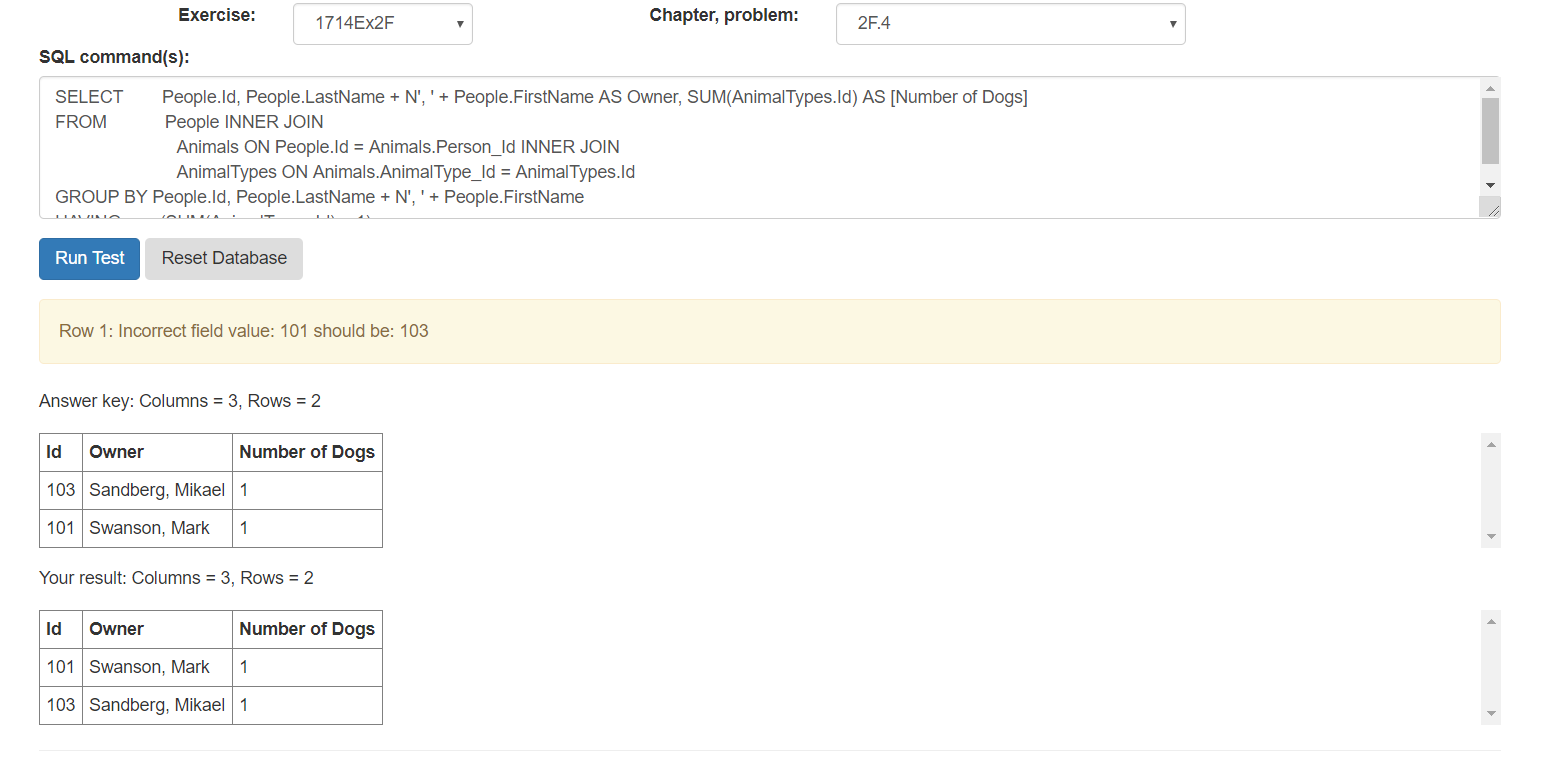 Exercise: 1714Ex2F Chapter, problem: 2F.4
SQL command(s):
SELECT People.Id, People.LastName + N', ' + People.FirstName AS Owner, SUM(AnimalTypes.Id) AS [Number of Dogs]
FROM People INNER JOIN
Animals ON People.Id = Animals.Person_Id INNER JOIN
AnimalTypes ON Animals.AnimalType_Id = AnimalTypes.Id
GROUP BY People.Id, People.LastName + N', ' + People.FirstName
Run Test Reset Database
Row 1: Incorrect field value: 101 should be: 103
Answer key: Columns = 3, Rows = 2
Id Owner Number of Dogs
103 Sandberg, Mikael 1
101 Swanson, Mark 1
Your result: Columns = 3, Rows = 2
Id Owner Number of Dogs
101 Swanson, Mark 1
103 Sandberg, Mikael 1